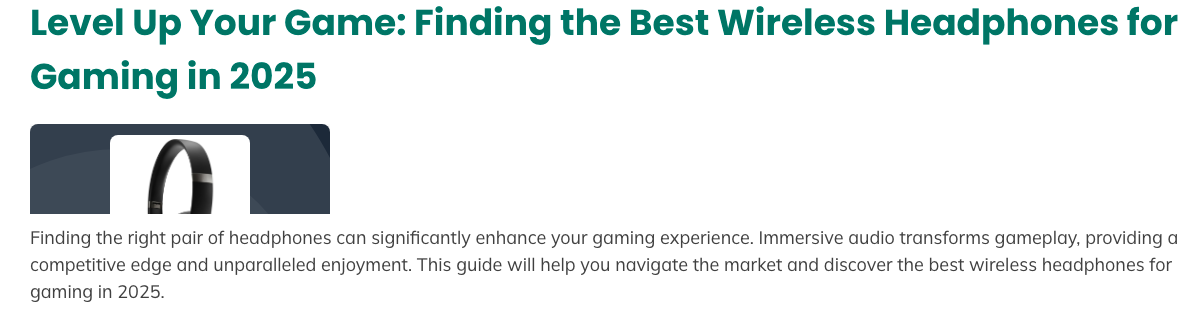 Level Up Your Game: Finding the Best Wireless Headphones for
Gaming in 2025
Finding the right pair of headphones can significantly enhance your gaming experience. Immersive audio transforms gameplay, providing a
competitive edge and unparalleled enjoyment. This guide will help you navigate the market and discover the best wireless headphones for
gaming in 2025.